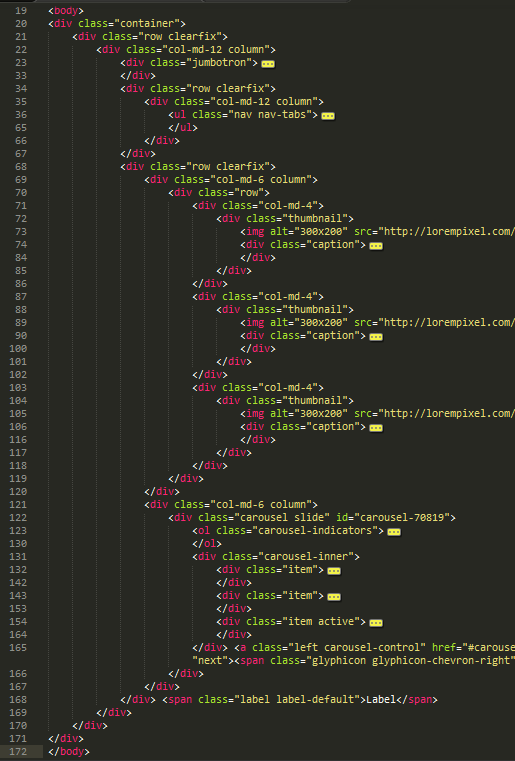 19 <body>
20 <div class="container">
21 <div class="row clearfix">
22 <div class="col-md-12 column">
23 <div class="jumbotron">
33 </div>
34 <div class="row clearfix">
35 <div class="col-md-12 column">
36 <ul class="nav nav-tabs">
65 </ul>
66 </div>
67 </div>
68 <div class="row clearfix">
69 <div class="col-md-6 column">
70 <div class="row">
71 <div class="col-md-4">
72 <div class="thumbnail">
73 <img alt="300x200" src="http://lorempixel.com/
74 <div class="caption">
84 </div>
85 </div>
86 </div>
87 <div class="col-md-4">
88 <div class="thumbnail">
89 <img alt="300x200" src="http://lorempixel.com/
90 <div class="caption">
100 </div>
101 </div>
102 </div>
103 <div class="col-md-4">
104 <div class="thumbnail">
105 <img alt="300x200" src="http://lorempixel.com/
106 <div class="caption">
116 </div>
117 </div>
118 </div>
119 </div>
120 </div>
121 <div class="col-md-6 column">
122 <div class="carousel slide" id="carousel-70819">
123 <ol class="carousel-indicators">
130 </ol>
131 <div class="carousel-inner">
132 <div class="item">
142 </div>
143 <div class="item">
153 </div>
154 <div class="item active">
164 </div>
165 </div> <a class="left carousel-control" href="#carouse
"next"><span class="glyphicon glyphicon-chevron-right"
166 </div>
167 </div>
168 </div> <span class="label label-default">Label</span>
169 </div>
170 </div>
171 </div>
172 </body>